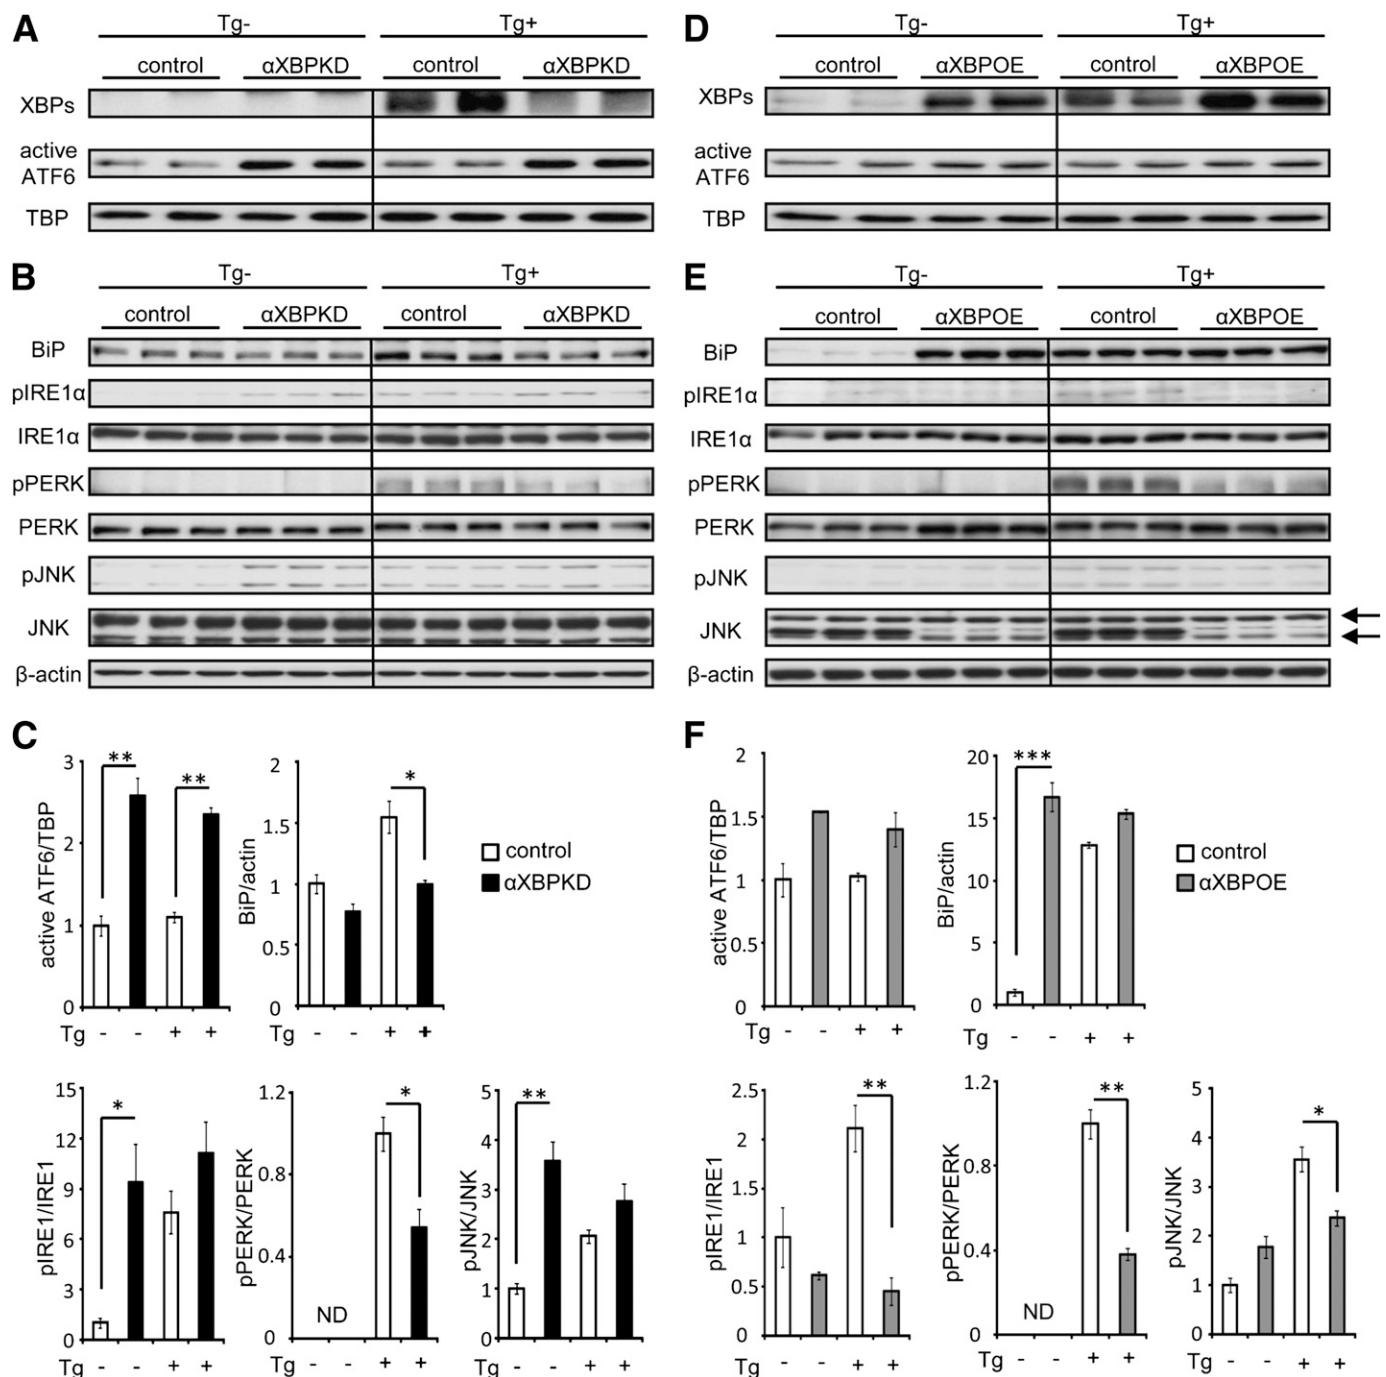 A
Tg-
Tg+
control
αXBPKD
control
αXBPKD
XBPs
active
ATF6
TBP
B
Tg-
Tg+
control
αXBPKD
control
αXBPKD
BiP
pIRE1α
IRE1α
pPERK
PERK
pJNK
JNK
β-actin
C
active ATF6/TBP
3
2
1
0
**
**
Tg - - + +
BiP/actin
2
1.5
1
0.5
0
*
Tg - - + +
control
αXBPKD
pIRE1/IRE1
15
12
9
6
3
0
*
Tg - - + +
pPERK/PERK
1.2
0.8
0.4
0
ND
*
Tg - - + +
pJNK/JNK
5
4
3
2
1
0
**
Tg - - + +
D
Tg-
Tg+
control
αXBPOE
control
αXBPOE
XBPs
active
ATF6
TBP
E
Tg-
Tg+
control
αXBPOE
control
αXBPOE
BiP
pIRE1α
IRE1α
pPERK
PERK
pJNK
JNK
β-actin
F
active ATF6/TBP
2
1.5
1
0.5
0
Tg - - + +
BiP/actin
20
15
10
5
0
***
Tg - - + +
control
αXBPOE
pIRE1/IRE1
2.5
2
1.5
1
0.5
0
**
Tg - - + +
pPERK/PERK
1.2
0.8
0.4
0
ND
**
Tg - - + +
pJNK/JNK
5
4
3
2
1
0
*
Tg - - + +